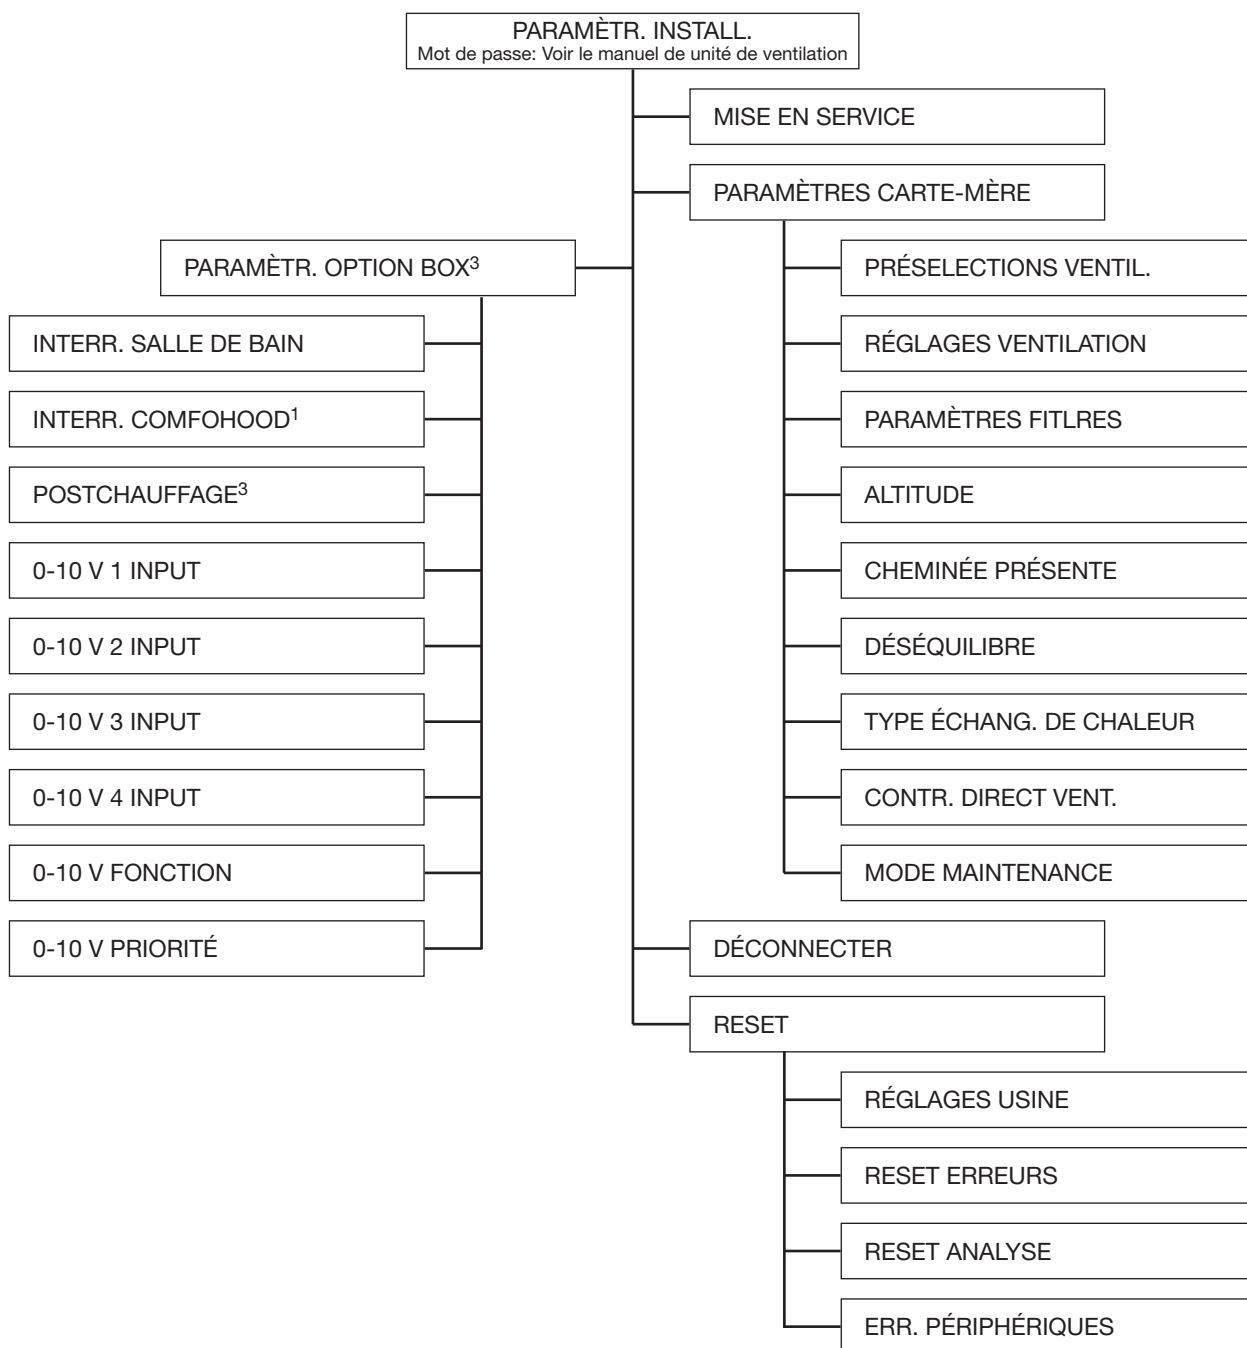 PARAMÈTR. INSTALL.
Mot de passe: Voir le manuel de unité de ventilation
MISE EN SERVICE
PARAMÈTRES CARTE-MÈRE
PARAMÈTR. OPTION BOX³
PRÉSELECTIONS VENTIL.
INTERR. SALLE DE BAIN
RÉGLAGES VENTILATION
INTERR. COMFOHOOD¹
PARAMÈTRES FITLRES
POSTCHAUFFAGE³
ALTITUDE
0-10 V 1 INPUT
CHEMINÉE PRÉSENTE
0-10 V 2 INPUT
DÉSÉQUILIBRE
0-10 V 3 INPUT
TYPE ÉCHANG. DE CHALEUR
0-10 V 4 INPUT
CONTR. DIRECT VENT.
0-10 V FONCTION
MODE MAINTENANCE
0-10 V PRIORITÉ
DÉCONNECTER
RESET
RÉGLAGES USINE
RESET ERREURS
RESET ANALYSE
ERR. PÉRIPHÉRIQUES